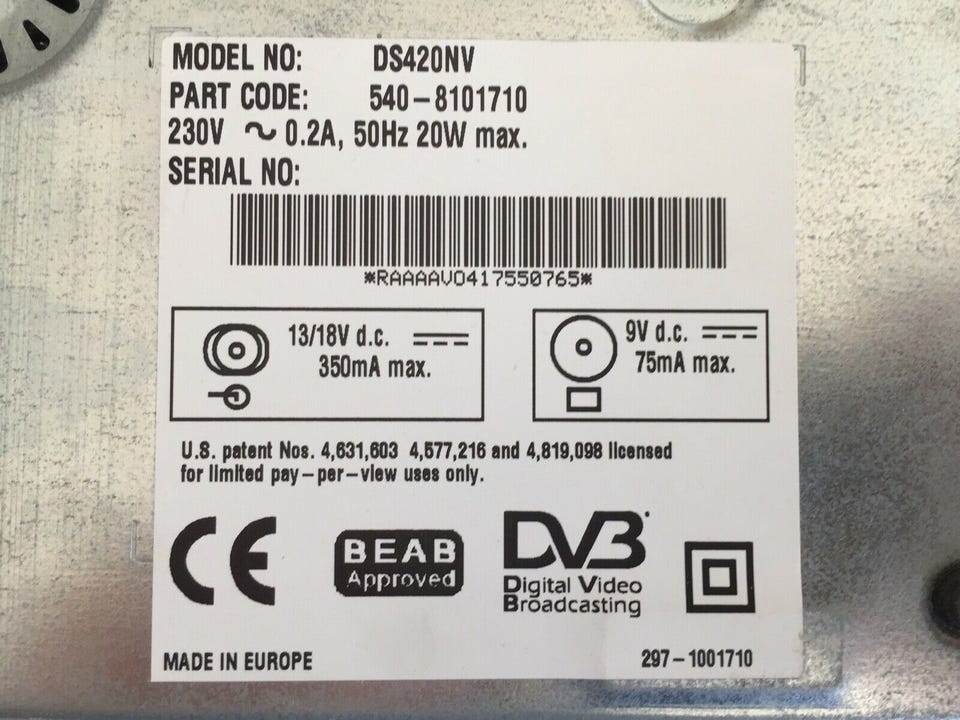 MODEL NO: DS420NV
PART CODE: 540-8101710
230V ~ 0.2A, 50Hz 20W max.
SERIAL NO:
*RAAAAV0417550765*
13/18V d.c.
350mA max.
9V d.c.
75mA max.
U.S. patent Nos. 4,631,603 4,577,216 and 4,819,098 licensed
for limited pay-per-view uses only.
CE
BEAB
Approved
DVB
Digital Video
Broadcasting
MADE IN EUROPE
297-1001710